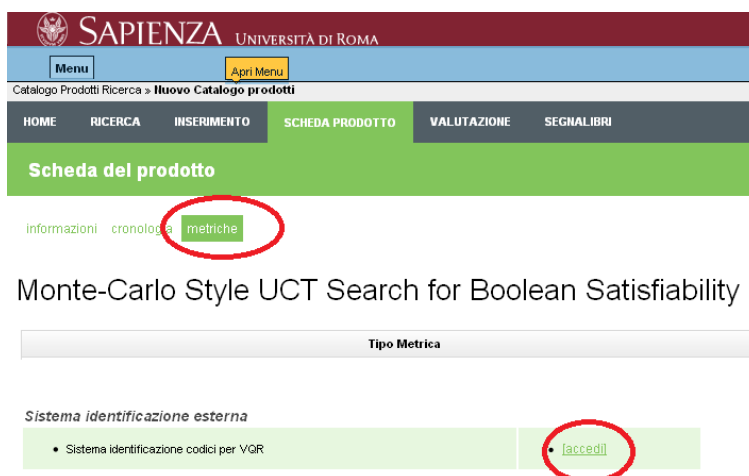 SAPIENZA UNIVERSITÀ DI ROMA
Menu Apri Menu
Catalogo Prodotti Ricerca » Nuovo Catalogo prodotti
HOME RICERCA INSERIMENTO SCHEDA PRODOTTO VALUTAZIONE SEGNALIBRI
Scheda del prodotto
informazioni cronologia metriche
Monte-Carlo Style UCT Search for Boolean Satisfiability
Tipo Metrica
Sistema identificazione esterna
• Sistema identificazione codici per VQR • [accedi]